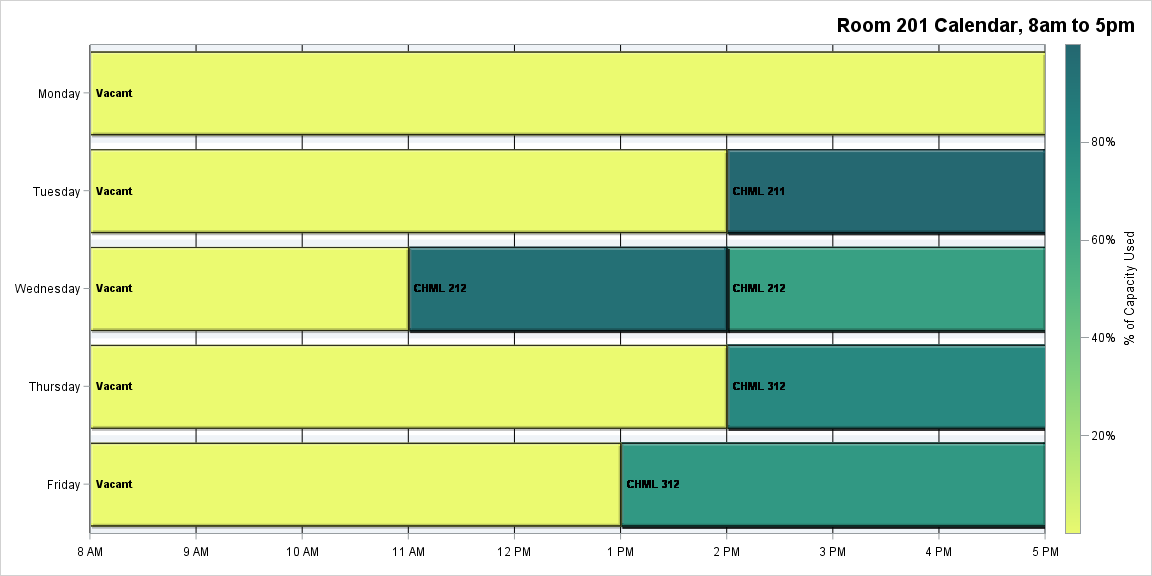 Room 201 Calendar, 8am to 5pm
Monday
Vacant
Tuesday
Vacant
CHML 211
Wednesday
Vacant
CHML 212
CHML 212
Thursday
Vacant
CHML 312
Friday
Vacant
CHML 312
8 AM
9 AM
10 AM
11 AM
12 PM
1 PM
2 PM
3 PM
4 PM
5 PM
80%
60%
40%
20%
% of Capacity Used